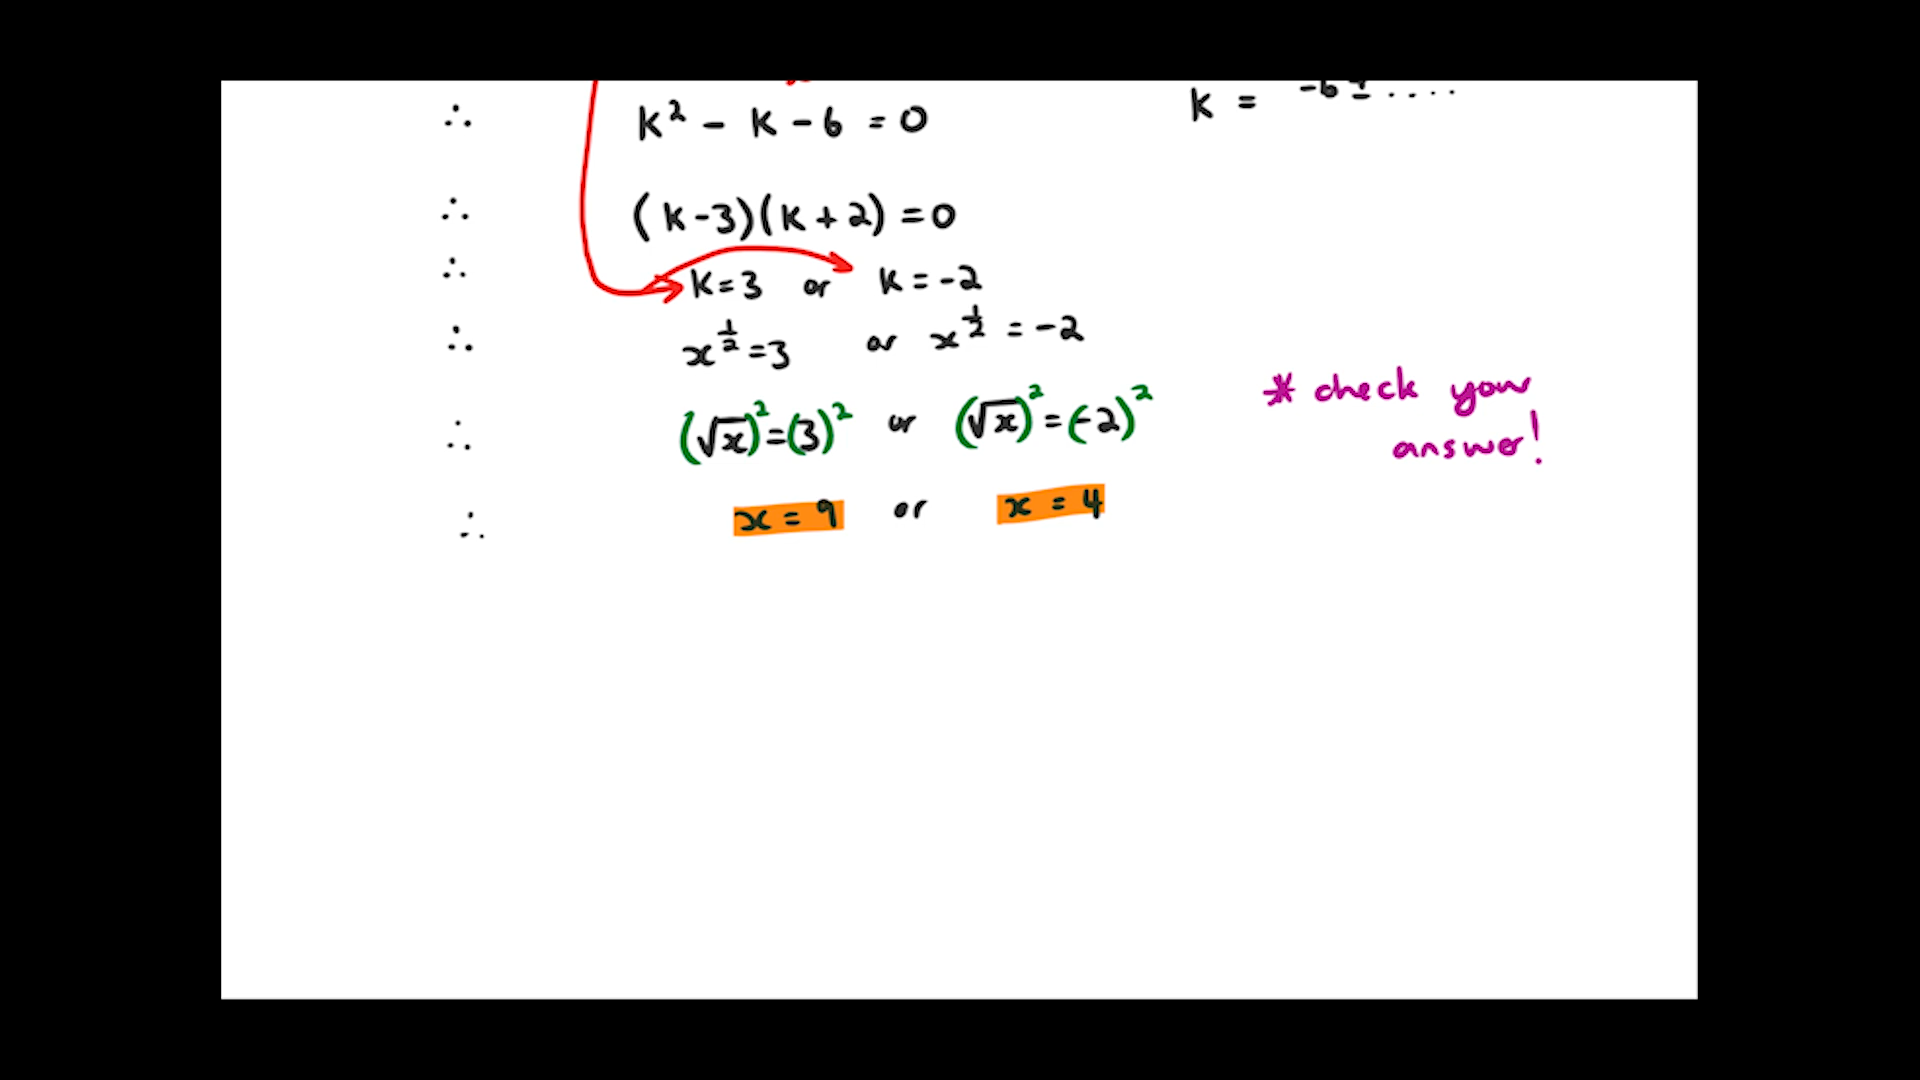 ∴ k² - k - 6 = 0
k = -b ± ....
∴ (k-3)(k+2) = 0
∴ k = 3 or k = -2
∴ x^½ = 3 or x^½ = -2
∴ (√x)² = (3)² or (√x)² = (-2)²
* check your
answer!
∴ x = 9 or x = 4